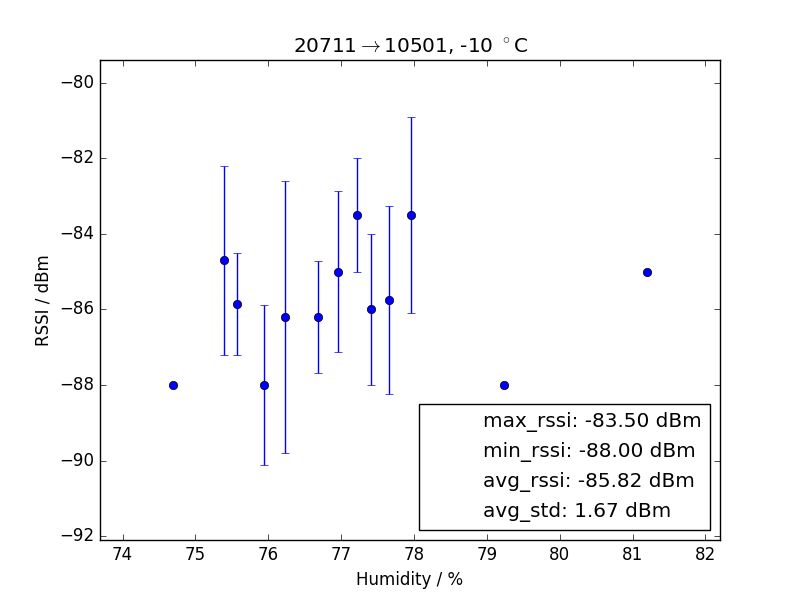 20711→10501, -10 °C
−80
−82
−84
−86
−88
−90
−92
RSSI / dBm
max_rssi: -83.50 dBm
min_rssi: -88.00 dBm
avg_rssi: -85.82 dBm
avg_std: 1.67 dBm
74 75 76 77 78 79 80 81 82
Humidity / %